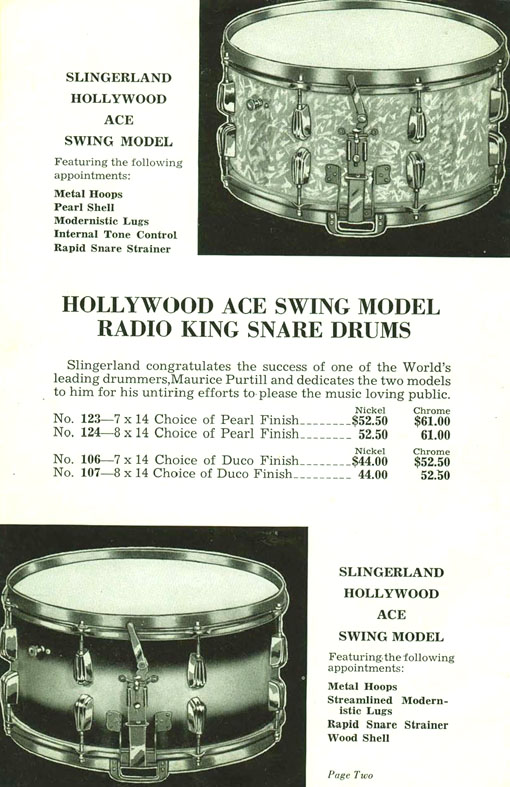 SLINGERLAND
HOLLYWOOD
ACE
SWING MODEL
Featuring the following
appointments:
Metal Hoops
Pearl Shell
Modernistic Lugs
Internal Tone Control
Rapid Snare Strainer
HOLLYWOOD ACE SWING MODEL
RADIO KING SNARE DRUMS
Slingerland congratulates the success of one of the World's
leading drummers,Maurice Purtill and dedicates the two models
to him for his untiring efforts to please the music loving public.
Nickel Chrome
No. 123—7 x 14 Choice of Pearl Finish________$52.50 $61.00
No. 124—8 x 14 Choice of Pearl Finish________ 52.50 61.00
Nickel Chrome
No. 106—7 x 14 Choice of Duco Finish________$44.00 $52.50
No. 107—8 x 14 Choice of Duco Finish_________ 44.00 52.50
SLINGERLAND
HOLLYWOOD
ACE
SWING MODEL
Featuring the following
appointments:
Metal Hoops
Streamlined Modern-
istic Lugs
Rapid Snare Strainer
Wood Shell
Page Two